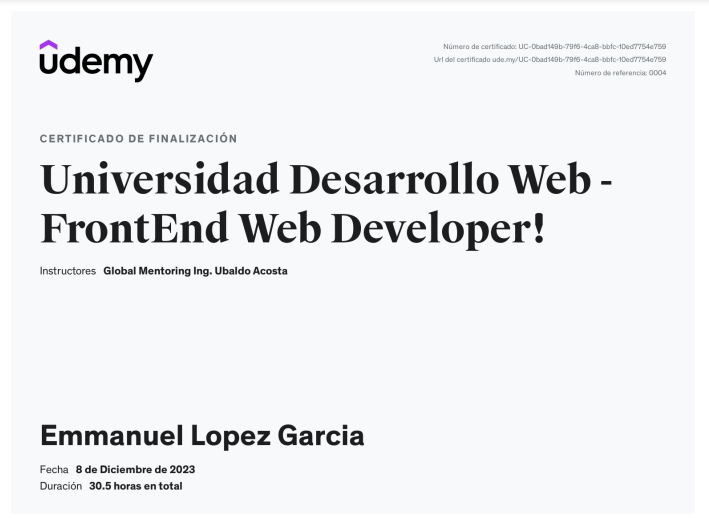 udemy
Número de certificado: UC-0bad149b-79f6-4ca8-bbfc-10ed7754e759
Url del certificado ude.my/UC-0bad149b-79f6-4ca8-bbfc-10ed7754e759
Número de referencia: 0004
CERTIFICADO DE FINALIZACIÓN
Universidad Desarrollo Web -
FrontEnd Web Developer!
Instructores Global Mentoring Ing. Ubaldo Acosta
Emmanuel Lopez Garcia
Fecha 8 de Diciembre de 2023
Duración 30.5 horas en total